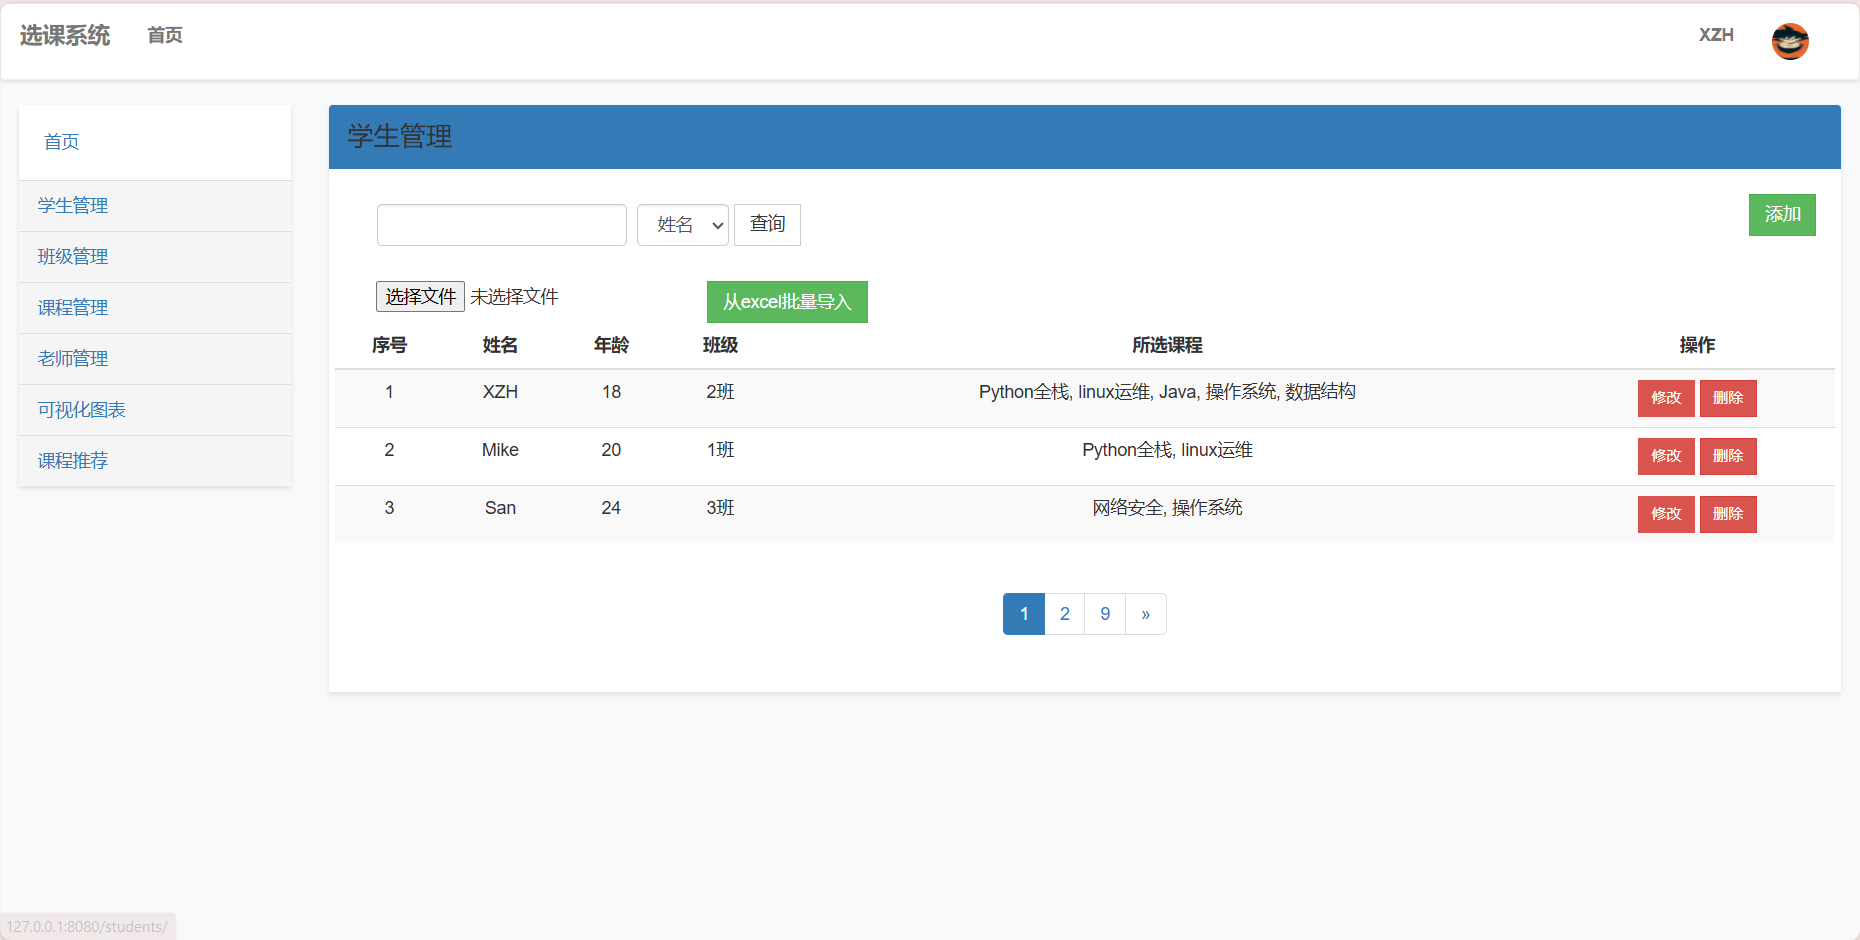 选课系统 首页 XZH
首页
学生管理
班级管理
课程管理
老师管理
可视化图表
课程推荐
学生管理
姓名 查询 添加
选择文件 未选择文件 从excel批量导入
序号 姓名 年龄 班级 所选课程 操作
1 XZH 18 2班 Python全栈, linux运维, Java, 操作系统, 数据结构 修改 删除
2 Mike 20 1班 Python全栈, linux运维 修改 删除
3 San 24 3班 网络安全, 操作系统 修改 删除
1 2 9 »
127.0.0.1:8080/students/